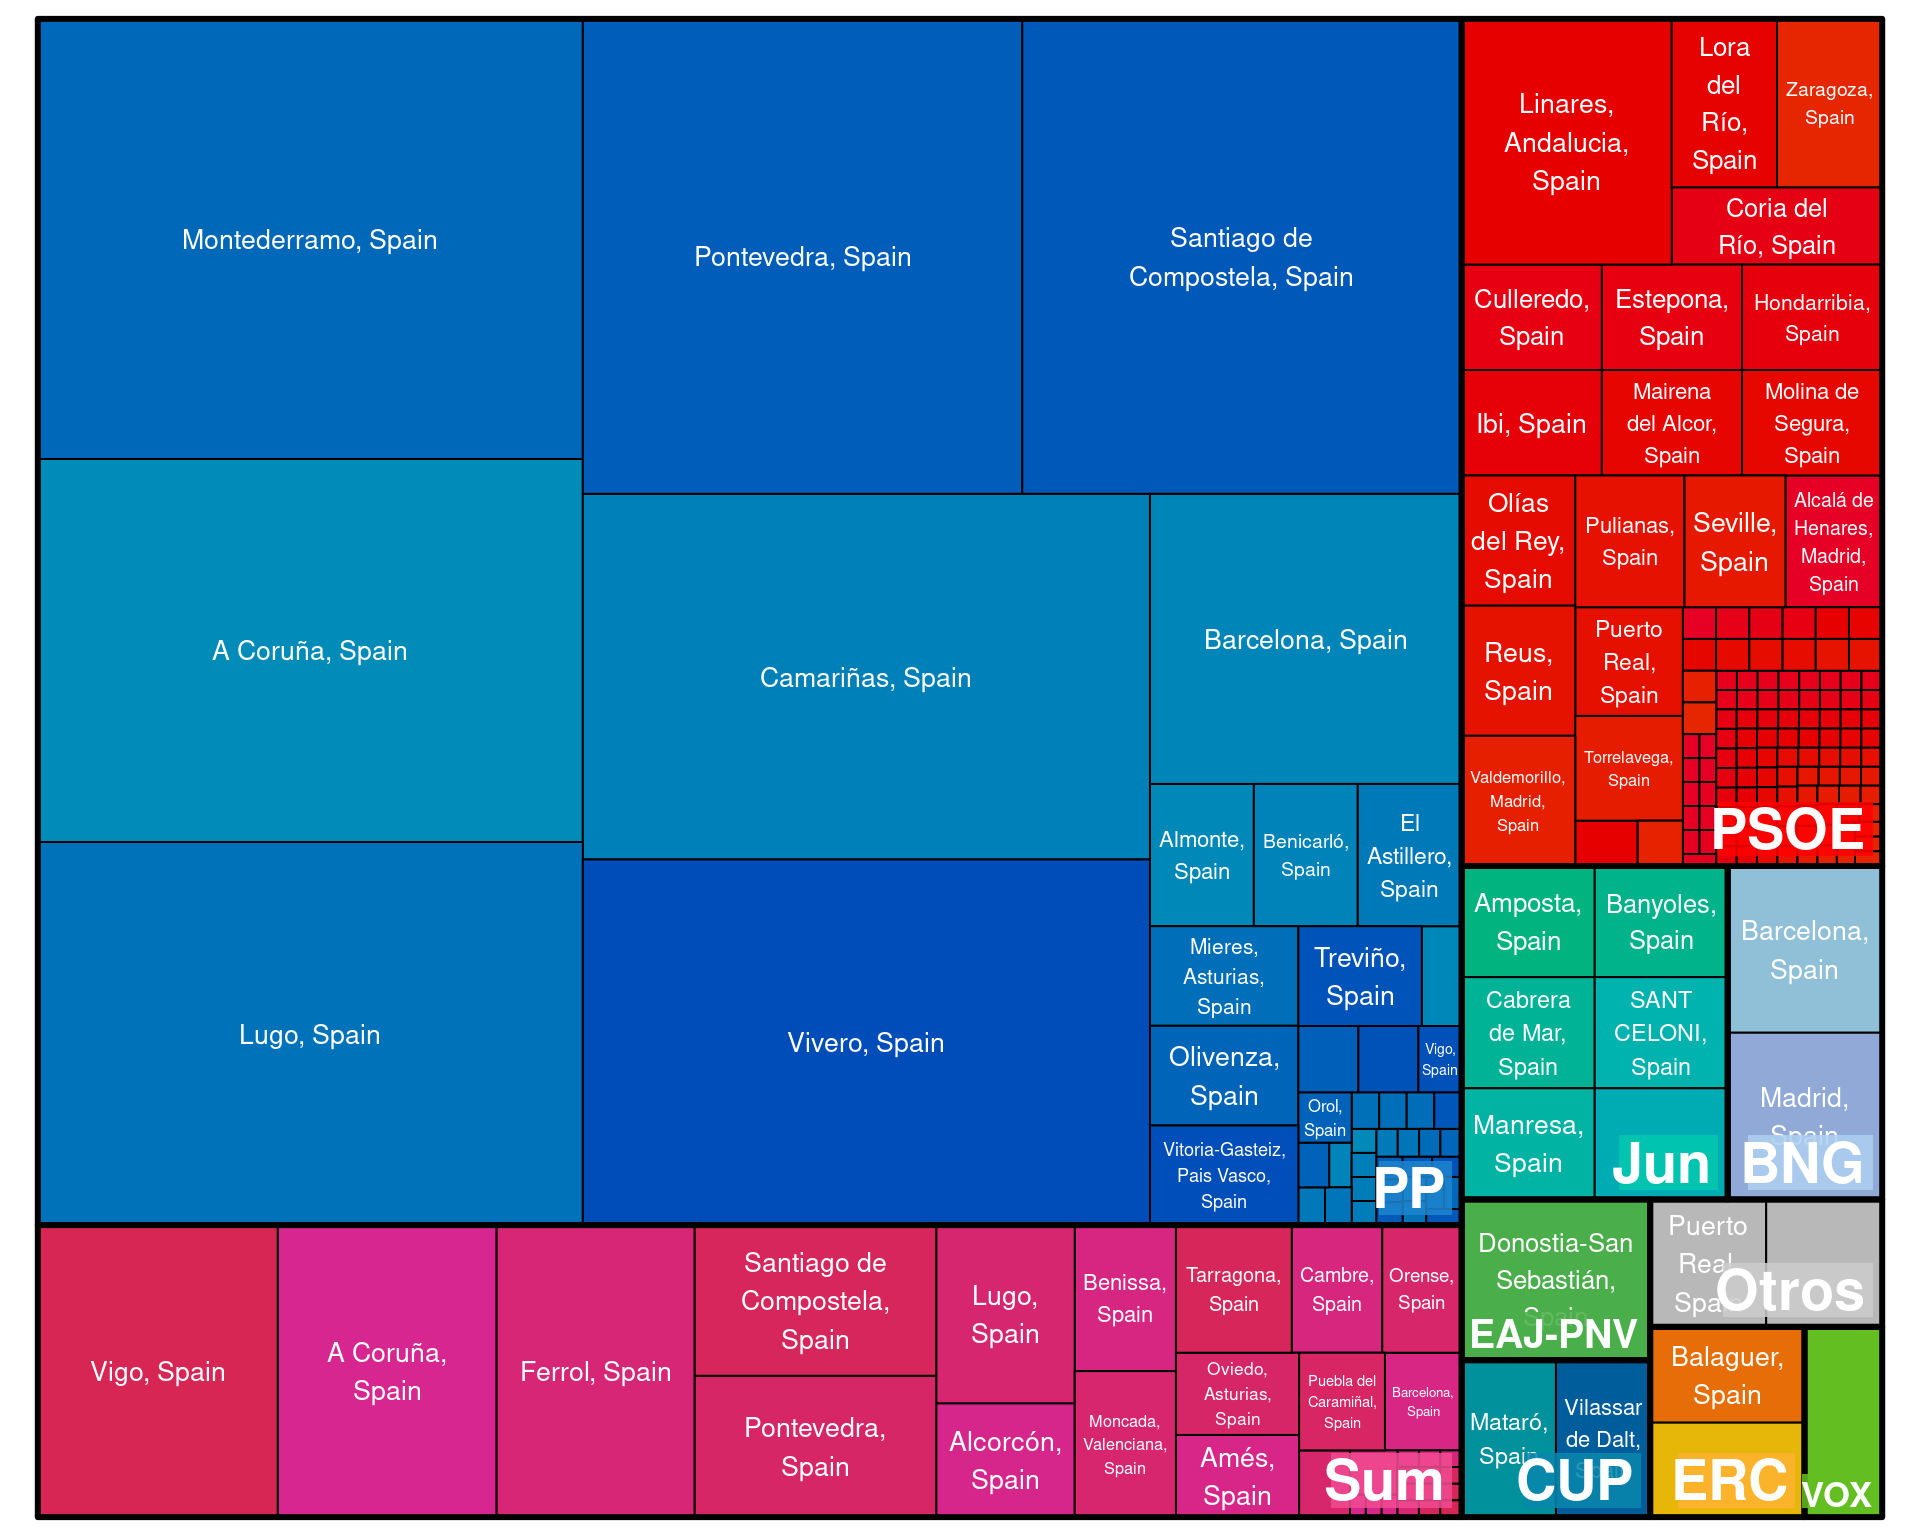 Montederramo, Spain
Pontevedra, Spain
Santiago de
Compostela, Spain
A Coruña, Spain
Camariñas, Spain
Barcelona, Spain
Lugo, Spain
Vivero, Spain
Almonte,
Spain
Benicarló,
Spain
El
Astillero,
Spain
Mieres,
Asturias,
Spain
Treviño,
Spain
Olivenza,
Spain
Vigo,
Spain
Orol,
Spain
Vitoria-Gasteiz,
Pais Vasco,
Spain
PP
Linares,
Andalucia,
Spain
Lora
del
Río,
Spain
Zaragoza,
Spain
Coria del
Río, Spain
Culleredo,
Spain
Estepona,
Spain
Hondarribia,
Spain
Ibi, Spain
Mairena
del Alcor,
Spain
Molina de
Segura,
Spain
Olías
del Rey,
Spain
Pulianas,
Spain
Seville,
Spain
Alcalá de
Henares,
Madrid,
Spain
Reus,
Spain
Puerto
Real,
Spain
Valdemorillo,
Madrid,
Spain
Torrelavega,
Spain
PSOE
Amposta,
Spain
Banyoles,
Spain
Cabrera
de Mar,
Spain
SANT
CELONI,
Spain
Manresa,
Spain
Jun
Barcelona,
Spain
Madrid,
Spain
BNG
Donostia-San
Sebastián,
Spain
EAJ-PNV
Puerto
Real,
Spain
Otros
Mataró,
Spain
Vilassar
de Dalt,
Spain
CUP
Balaguer,
Spain
ERC
VOX
Vigo, Spain
A Coruña,
Spain
Ferrol, Spain
Santiago de
Compostela,
Spain
Pontevedra,
Spain
Lugo,
Spain
Alcorcón,
Spain
Benissa,
Spain
Moncada,
Valenciana,
Spain
Tarragona,
Spain
Cambre,
Spain
Orense,
Spain
Oviedo,
Asturias,
Spain
Puebla del
Caramiñal,
Spain
Barcelona,
Spain
Amés,
Spain
Sum